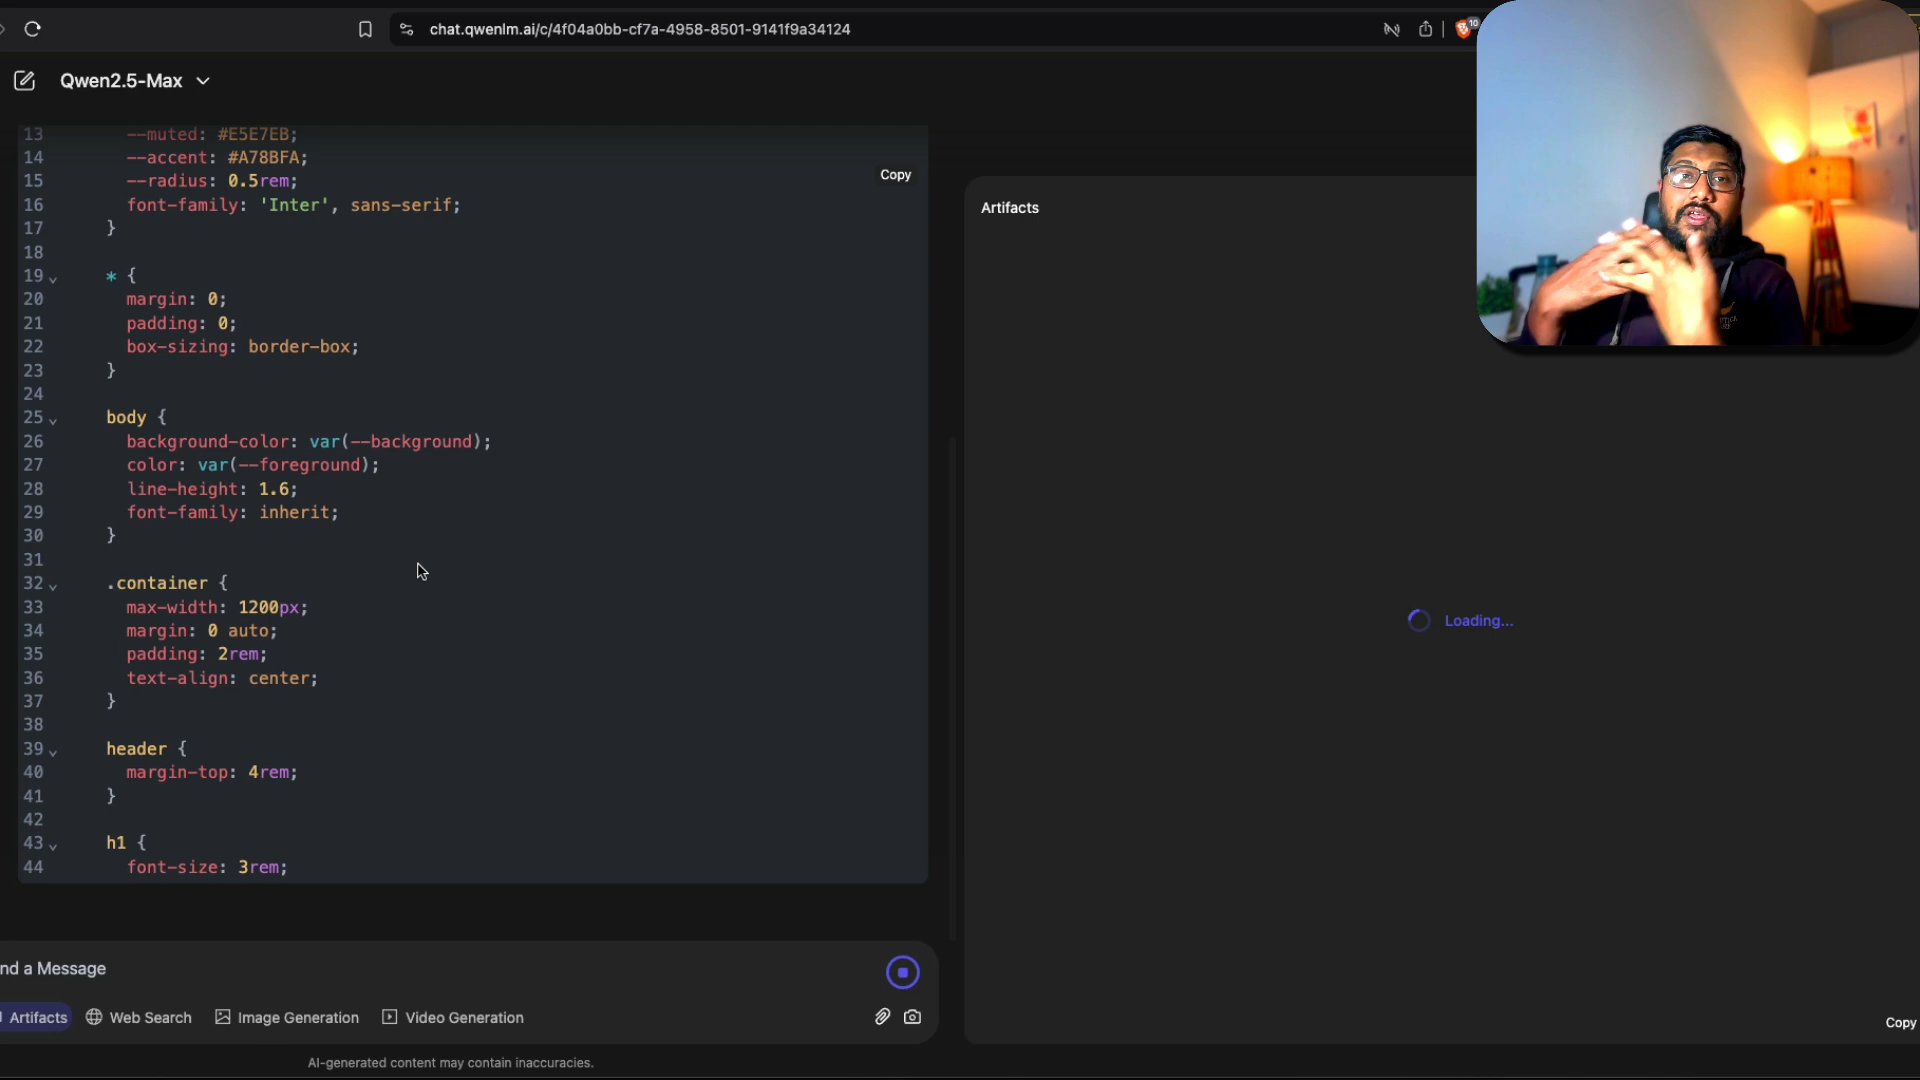 chat.qwenlm.ai/c/4f04a0bb-cf7a-4958-8501-9141f9a34124
10
Qwen2.5-Max
13 --muted: #E5E7EB;
14 --accent: #A78BFA;
Copy
15 --radius: 0.5rem;
16 font-family: 'Inter', sans-serif;
17 }
18
19 * {
20 margin: 0;
21 padding: 0;
22 box-sizing: border-box;
23 }
24
25 body {
26 background-color: var(--background);
27 color: var(--foreground);
28 line-height: 1.6;
29 font-family: inherit;
30 }
31
32 .container {
33 max-width: 1200px;
34 margin: 0 auto;
35 padding: 2rem;
36 text-align: center;
37 }
38
39 header {
40 margin-top: 4rem;
41 }
42
43 h1 {
44 font-size: 3rem;
Artifacts
Loading...
Copy
nd a Message
Artifacts
Web Search
Image Generation
Video Generation
AI-generated content may contain inaccuracies.